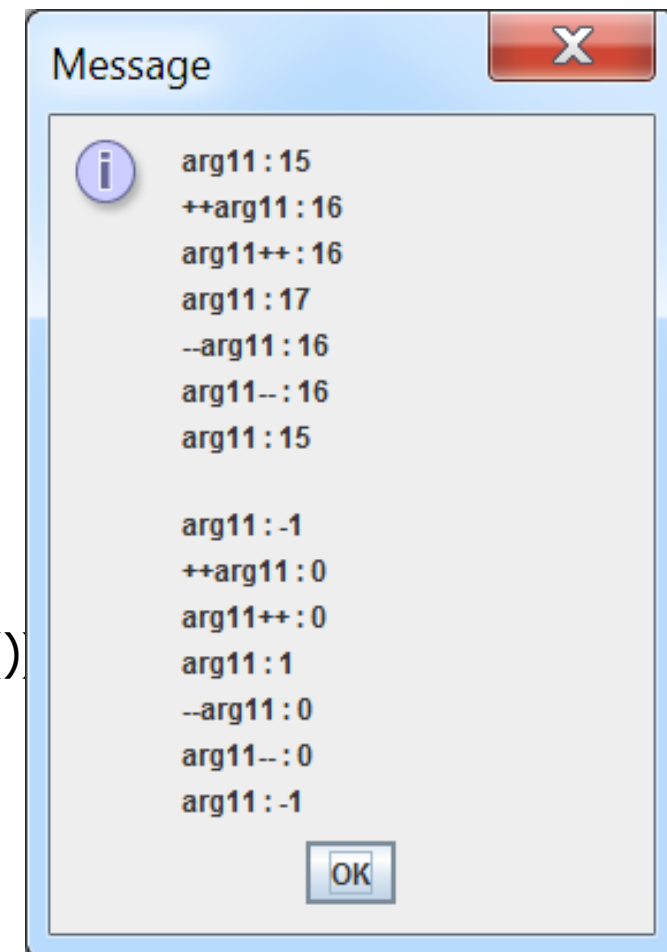 Message
X
i
arg11 : 15
++arg11 : 16
arg11++ : 16
arg11 : 17
--arg11 : 16
arg11-- : 16
arg11 : 15
arg11 : -1
++arg11 : 0
arg11++ : 0
)
arg11 : 1
--arg11 : 0
arg11-- : 0
arg11 : -1
OK